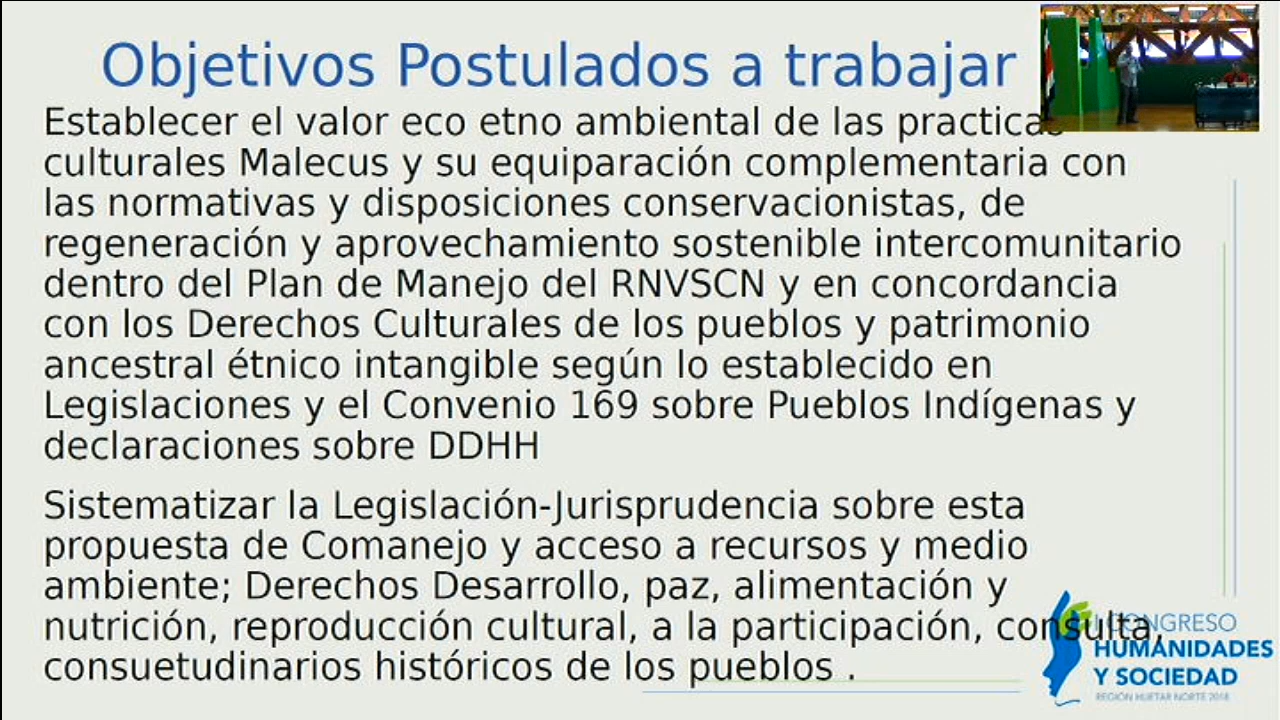 Objetivos Postulados a trabajar
Establecer el valor eco etno ambiental de las practicas
culturales Malecus y su equiparación complementaria con
las normativas y disposiciones conservacionistas, de
regeneración y aprovechamiento sostenible intercomunitario
dentro del Plan de Manejo del RNVSCN y en concordancia
con los Derechos Culturales de los pueblos y patrimonio
ancestral étnico intangible según lo establecido en
Legislaciones y el Convenio 169 sobre Pueblos Indígenas y
declaraciones sobre DDHH
Sistematizar la Legislación-Jurisprudencia sobre esta
propuesta de Comanejo y acceso a recursos y medio
ambiente; Derechos Desarrollo, paz, alimentación y
nutrición, reproducción cultural, a la participación, consulta,
consuetudinarios históricos de los pueblos .
I CONGRESO
HUMANIDADES
Y SOCIEDAD
REGIÓN HUETAR NORTE 2018